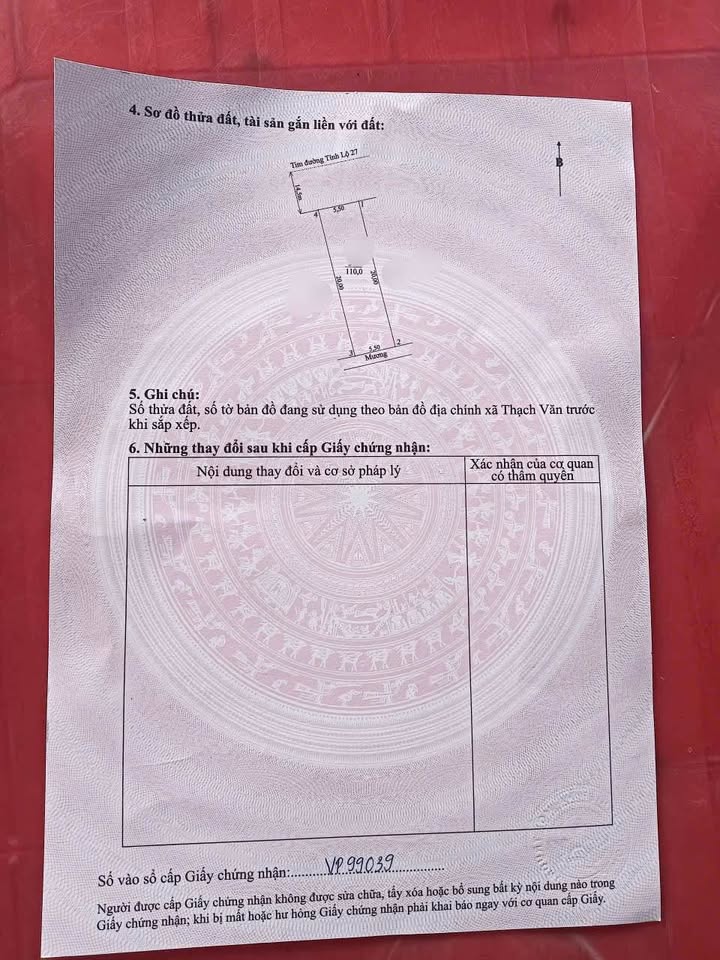 4. Sơ đồ thửa đất, tài sản gắn liền với đất:
Tim đường Tỉnh Lộ 27
B
14,5m
4
5,50
1
110,0
20,00
20,00
3
5,50
2
Mương
5. Ghi chú:
Số thửa đất, số tờ bản đồ đang sử dụng theo bản đồ địa chính xã Thạch Văn trước
khi sắp xếp.
6. Những thay đổi sau khi cấp Giấy chứng nhận:
Nội dung thay đổi và cơ sở pháp lý
Xác nhận của cơ quan
có thẩm quyền
Số vào sổ cấp Giấy chứng nhận:....VP99039....
Người được cấp Giấy chứng nhận không được sửa chữa, tẩy xóa hoặc bổ sung bất kỳ nội dung nào trong
Giấy chứng nhận; khi bị mất hoặc hư hỏng Giấy chứng nhận phải khai báo ngay với cơ quan cấp Giấy.